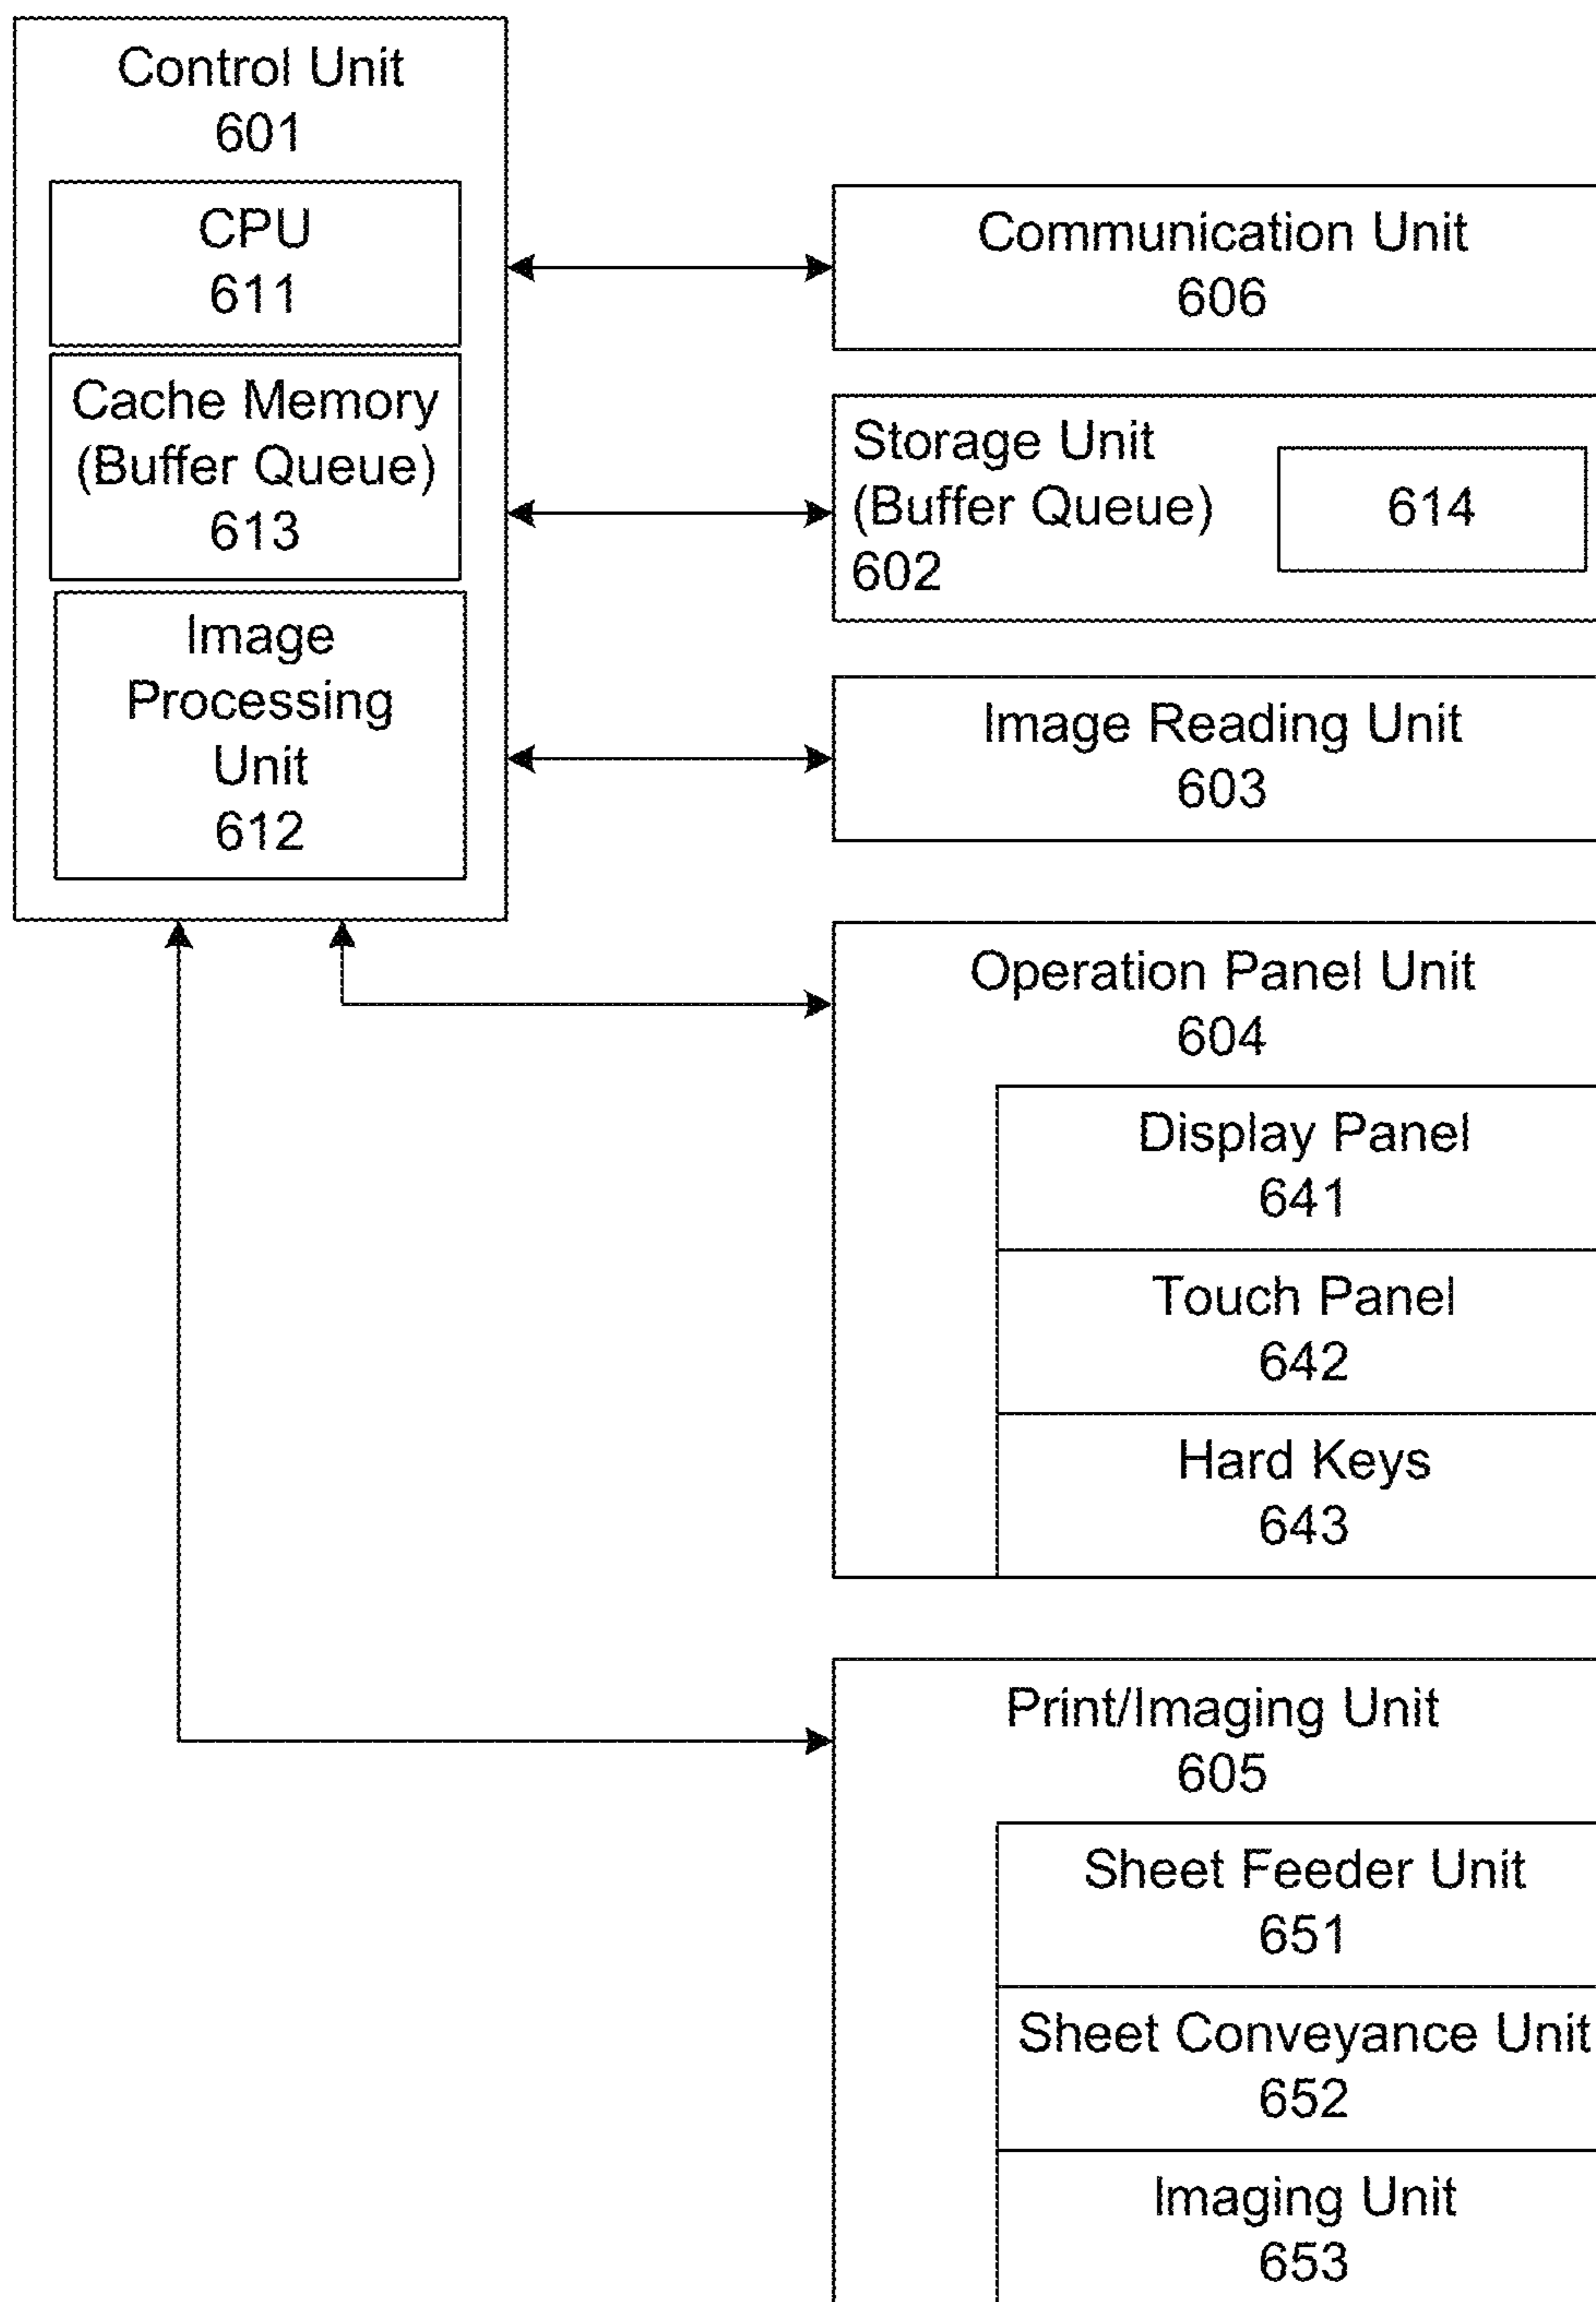 Control Unit
601
CPU
611
Cache Memory
(Buffer Queue)
613
Image
Processing
Unit
612
Communication Unit
606
Storage Unit
(Buffer Queue)
602
614
Image Reading Unit
603
Operation Panel Unit
604
Display Panel
641
Touch Panel
642
Hard Keys
643
Print/Imaging Unit
605
Sheet Feeder Unit
651
Sheet Conveyance Unit
652
Imaging Unit
653